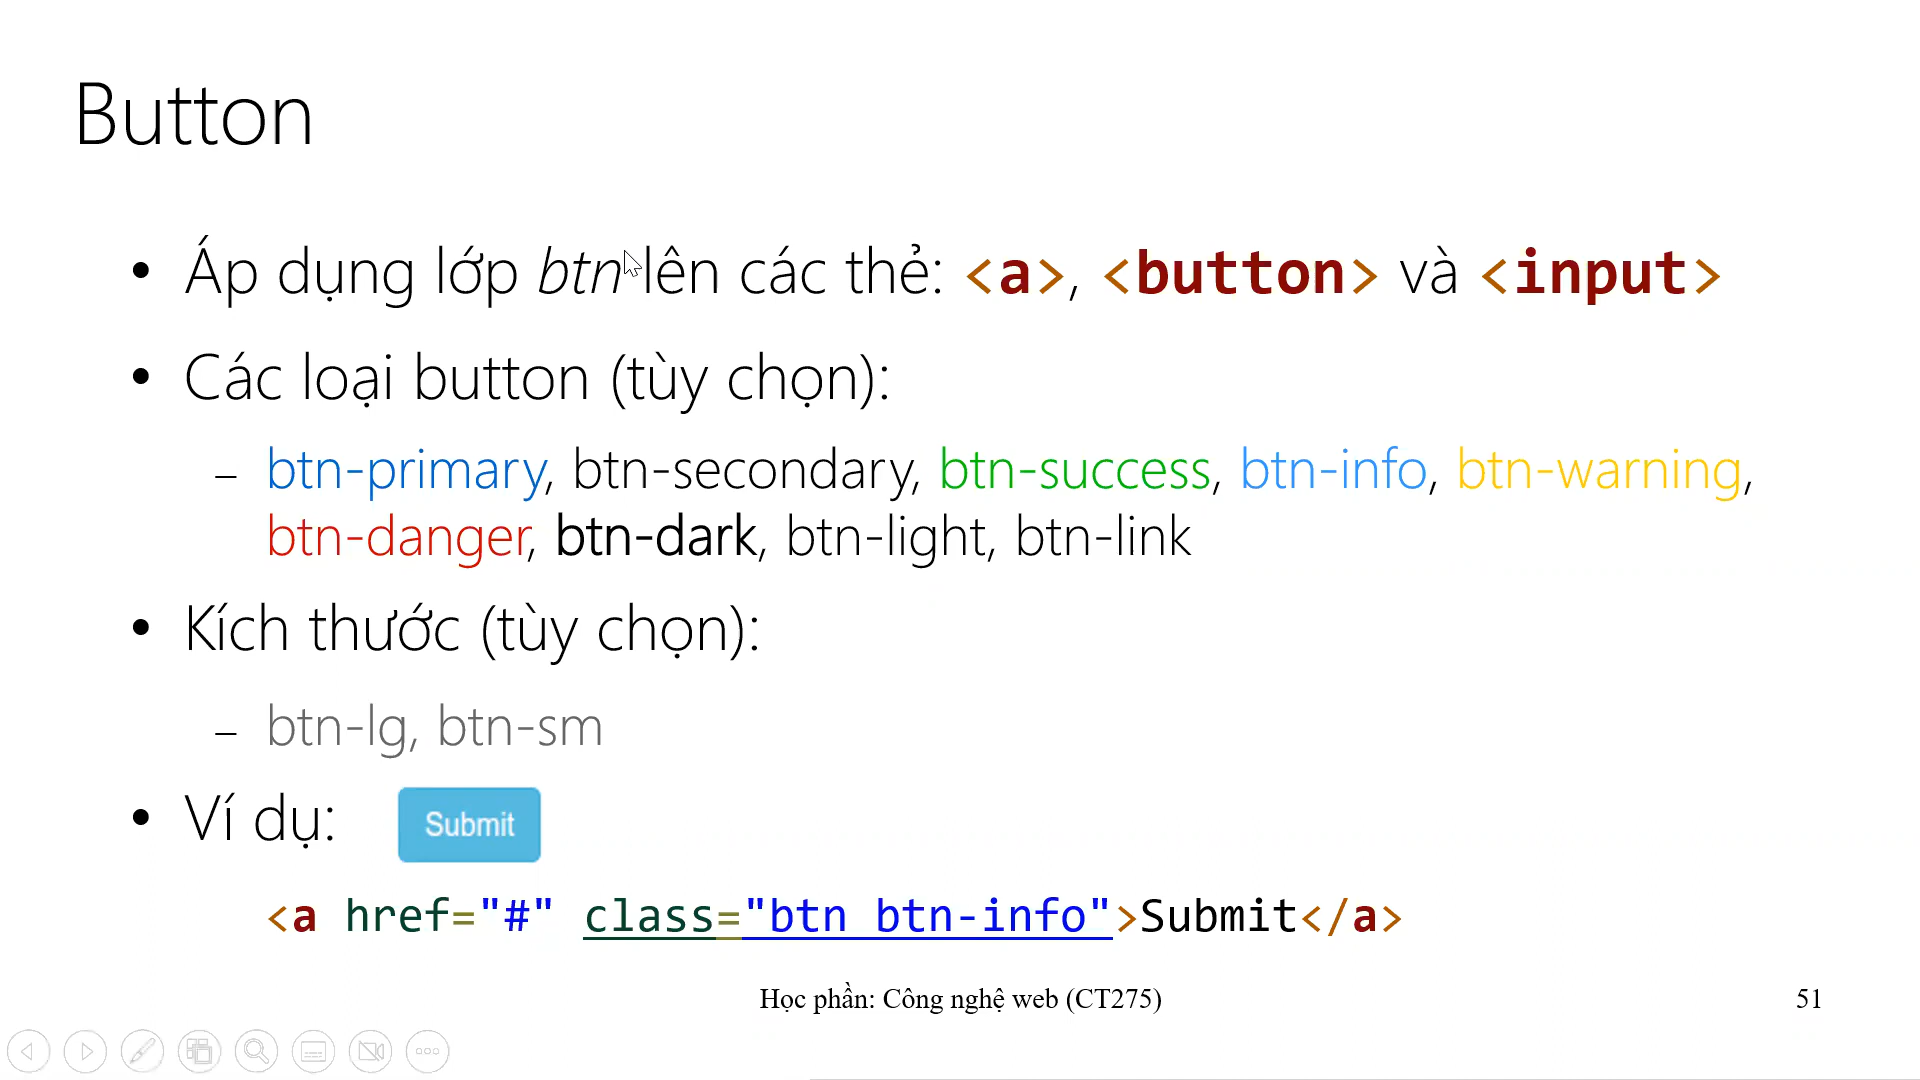 Button
• Áp dụng lớp btn lên các thẻ: <a>, <button> và <input>
• Các loại button (tùy chọn):
– btn-primary, btn-secondary, btn-success, btn-info, btn-warning,
btn-danger, btn-dark, btn-light, btn-link
• Kích thước (tùy chọn):
– btn-lg, btn-sm
• Ví dụ: Submit
<a href="#" class="btn btn-info">Submit</a>
Học phần: Công nghệ web (CT275)
51